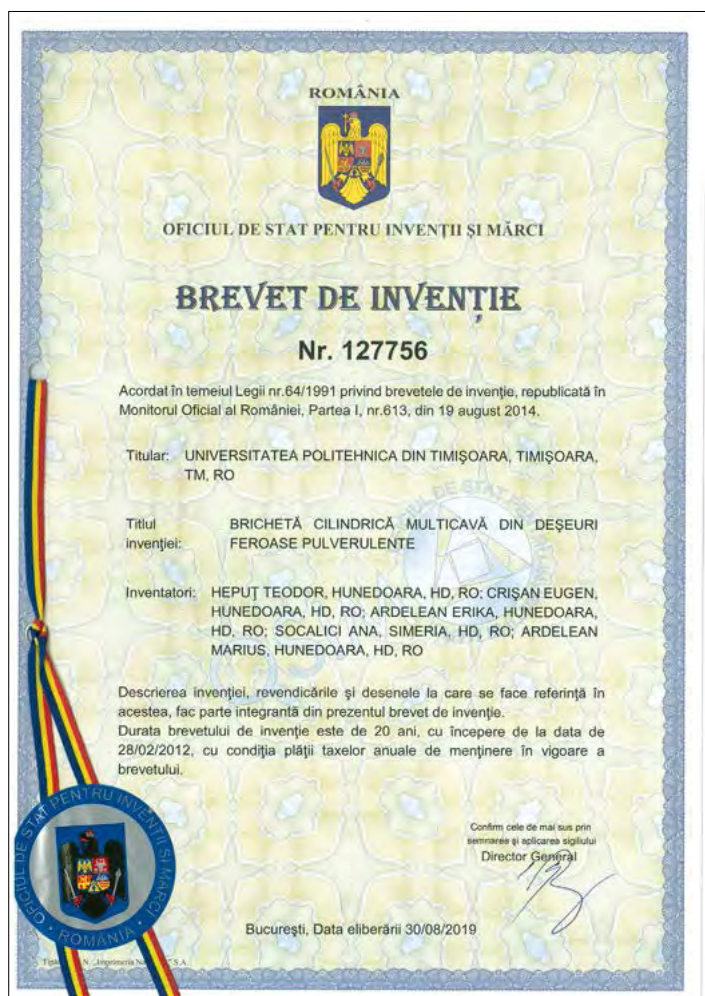 ROMÂNIA
OFICIUL DE STAT PENTRU INVENȚII ȘI MĂRCI
BREVET DE INVENȚIE
Nr. 127756
Acordat în temeiul Legii nr.64/1991 privind brevetele de invenție, republicată în
Monitorul Oficial al României, Partea I, nr.613, din 19 august 2014.
Titular: UNIVERSITATEA POLITEHNICA DIN TIMIȘOARA, TIMIȘOARA,
TM, RO
Titlul BRICHETĂ CILINDRICĂ MULTICAVĂ DIN DEȘEURI
invenției: FEROASE PULVERULENTE
Inventatori: HEPUȚ TEODOR, HUNEDOARA, HD, RO; CRIȘAN EUGEN,
HUNEDOARA, HD, RO; ARDELEAN ERIKA, HUNEDOARA,
HD, RO; SOCALICI ANA, SIMERIA, HD, RO; ARDELEAN
MARIUS, HUNEDOARA, HD, RO
Descrierea invenției, revendicările și desenele la care se face referință în
acestea, fac parte integrantă din prezentul brevet de invenție.
Durata brevetului de invenție este de 20 ani, cu începere de la data de
28/02/2012, cu condiția plății taxelor anuale de menținere în vigoare a
brevetului.
Confirm cele de mai sus prin
semnarea și aplicarea sigiliului
Director General
București, Data eliberării 30/08/2019
OFICIUL DE STAT PENTRU INVENȚII ȘI MĂRCI
ROMÂNIA
N. „Imprimeria S.A.